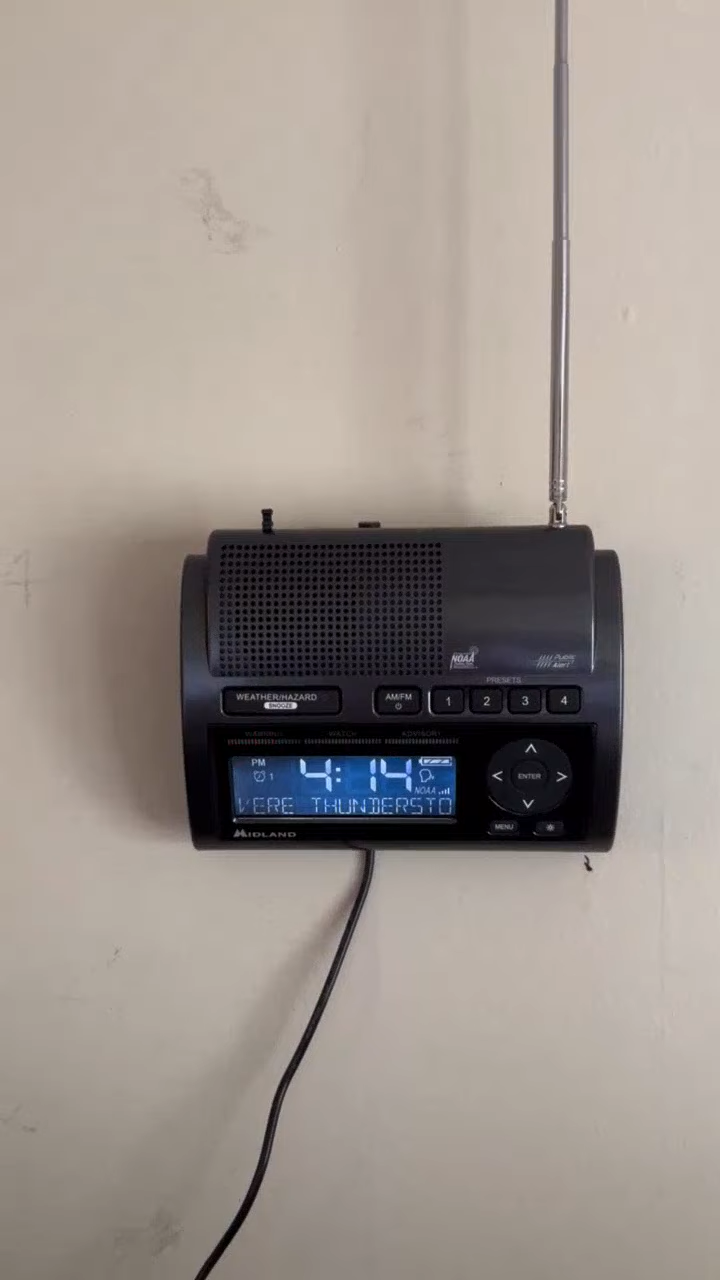 NOAA
Public
Alert
PRESETS
WEATHER/HAZARD
SNOOZE
AM/FM
1 2 3 4
WARNING WATCH ADVISORY
PM
1
4:14
NOAA
VERE THUNDERSTO
ENTER
MENU
MIDLAND